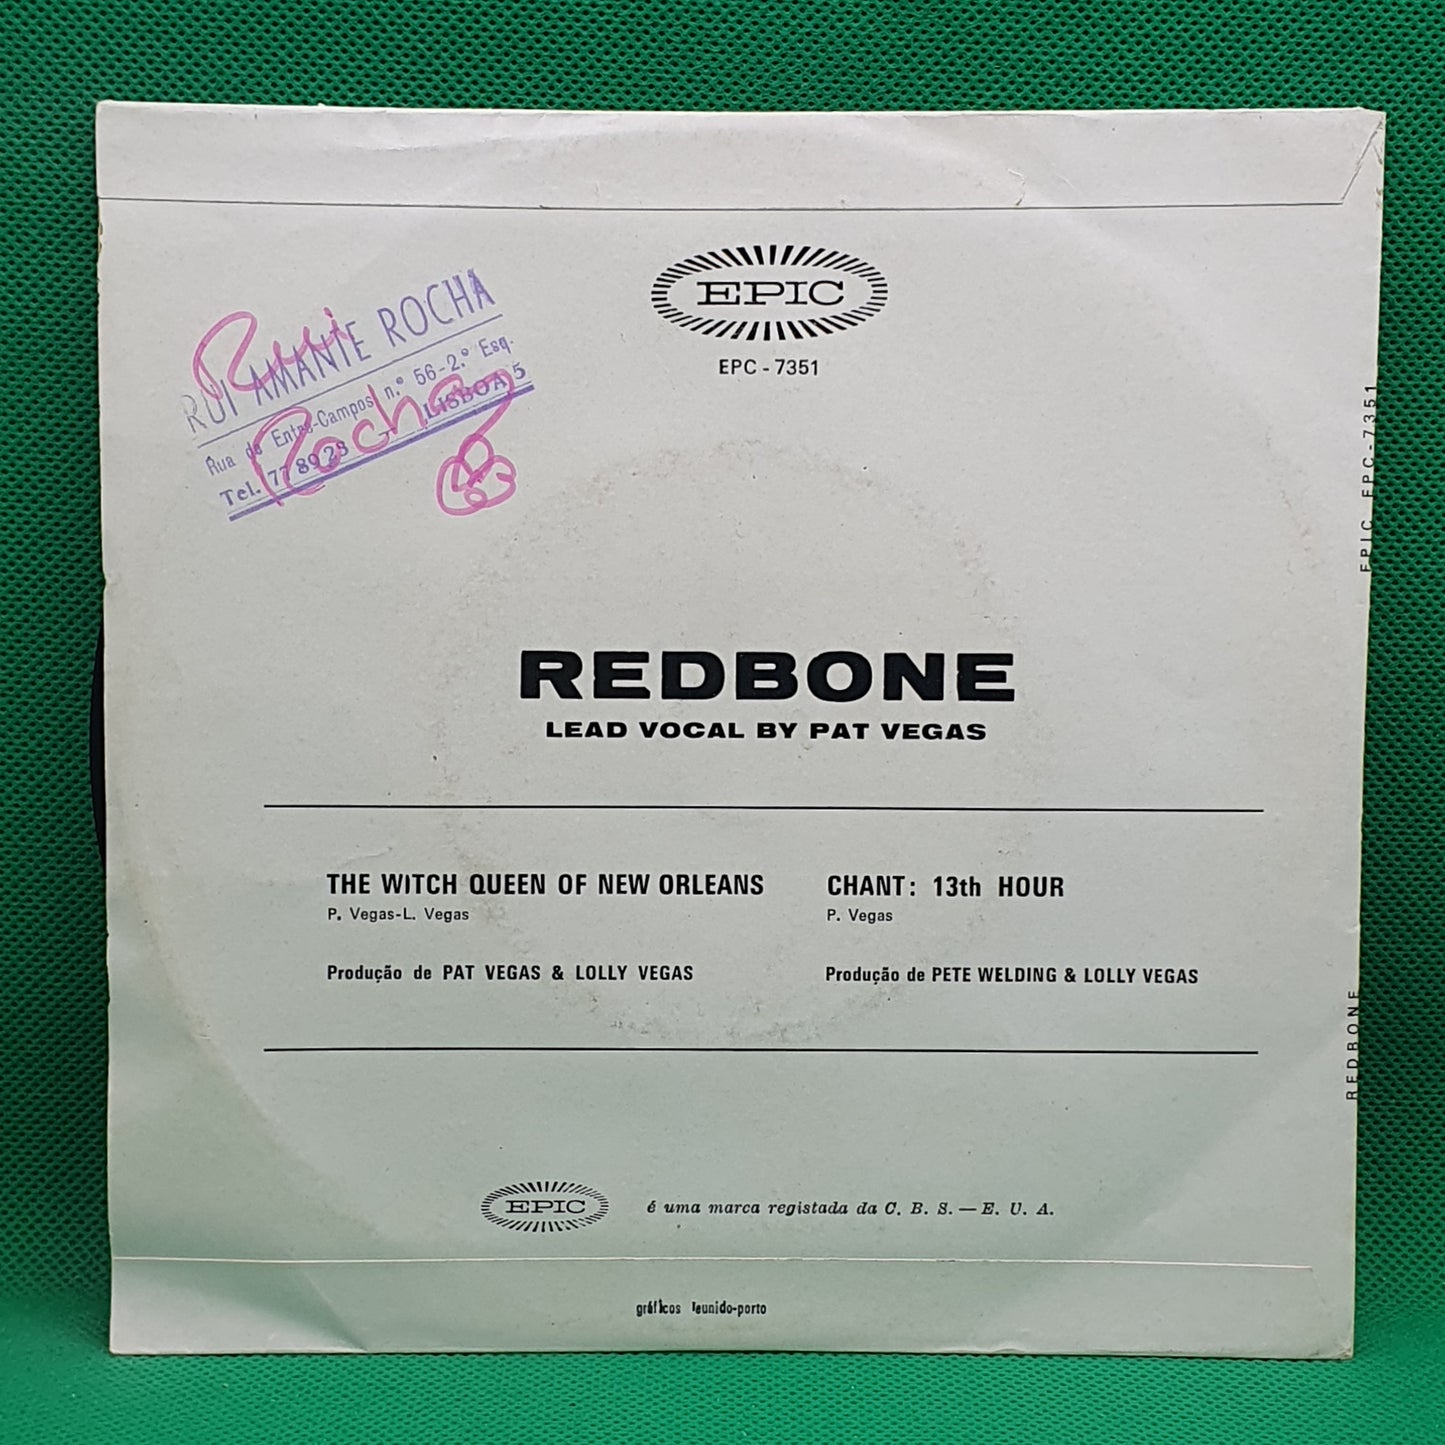 EPIC
EPC - 7351
RUI AMANTE ROCHA
Rua de Entre-Campos n.º 56-2.º Esq.
Tel. 77 89 23 - LISBOA 5
Rui
Rocha
REDBONE
LEAD VOCAL BY PAT VEGAS
THE WITCH QUEEN OF NEW ORLEANS
P. Vegas-L. Vegas
Produção de PAT VEGAS & LOLLY VEGAS
CHANT: 13th HOUR
P. Vegas
Produção de PETE WELDING & LOLLY VEGAS
EPIC
é uma marca registada da C. B. S. — E. U. A.
gráficos reunido-porto
EPIC EPC-7351
REDBONE